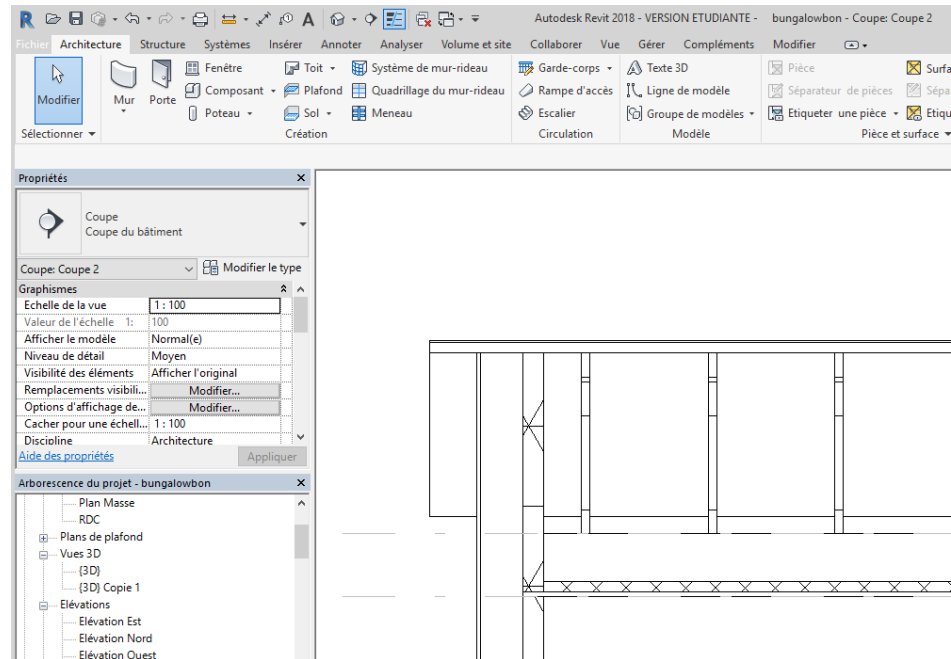 Autodesk Revit 2018 - VERSION ETUDIANTE - bungalowbon - Coupe: Coupe 2
Fichier Architecture Structure Systèmes Insérer Annoter Analyser Volume et site Collaborer Vue Gérer Compléments Modifier
Modifier
Mur
Porte
Fenêtre
Composant
Poteau
Toit
Plafond
Sol
Système de mur-rideau
Quadrillage du mur-rideau
Meneau
Garde-corps
Rampe d'accès
Escalier
Texte 3D
Ligne de modèle
Groupe de modèles
Pièce
Séparateur de pièces
Etiqueter une pièce
Surfa
Sépa
Etiqu
Sélectionner
Création
Circulation
Modèle
Pièce et surface
Propriétés
Coupe
Coupe du bâtiment
Coupe: Coupe 2
Modifier le type
Graphismes
Echelle de la vue 1 : 100
Valeur de l'échelle 1: 100
Afficher le modèle Normal(e)
Niveau de détail Moyen
Visibilité des éléments Afficher l'original
Remplacements visibili... Modifier...
Options d'affichage de... Modifier...
Cacher pour une échell... 1 : 100
Discipline Architecture
Aide des propriétés
Appliquer
Arborescence du projet - bungalowbon
Plan Masse
RDC
Plans de plafond
Vues 3D
{3D}
{3D} Copie 1
Elévations
Elévation Est
Elévation Nord
Elévation Ouest